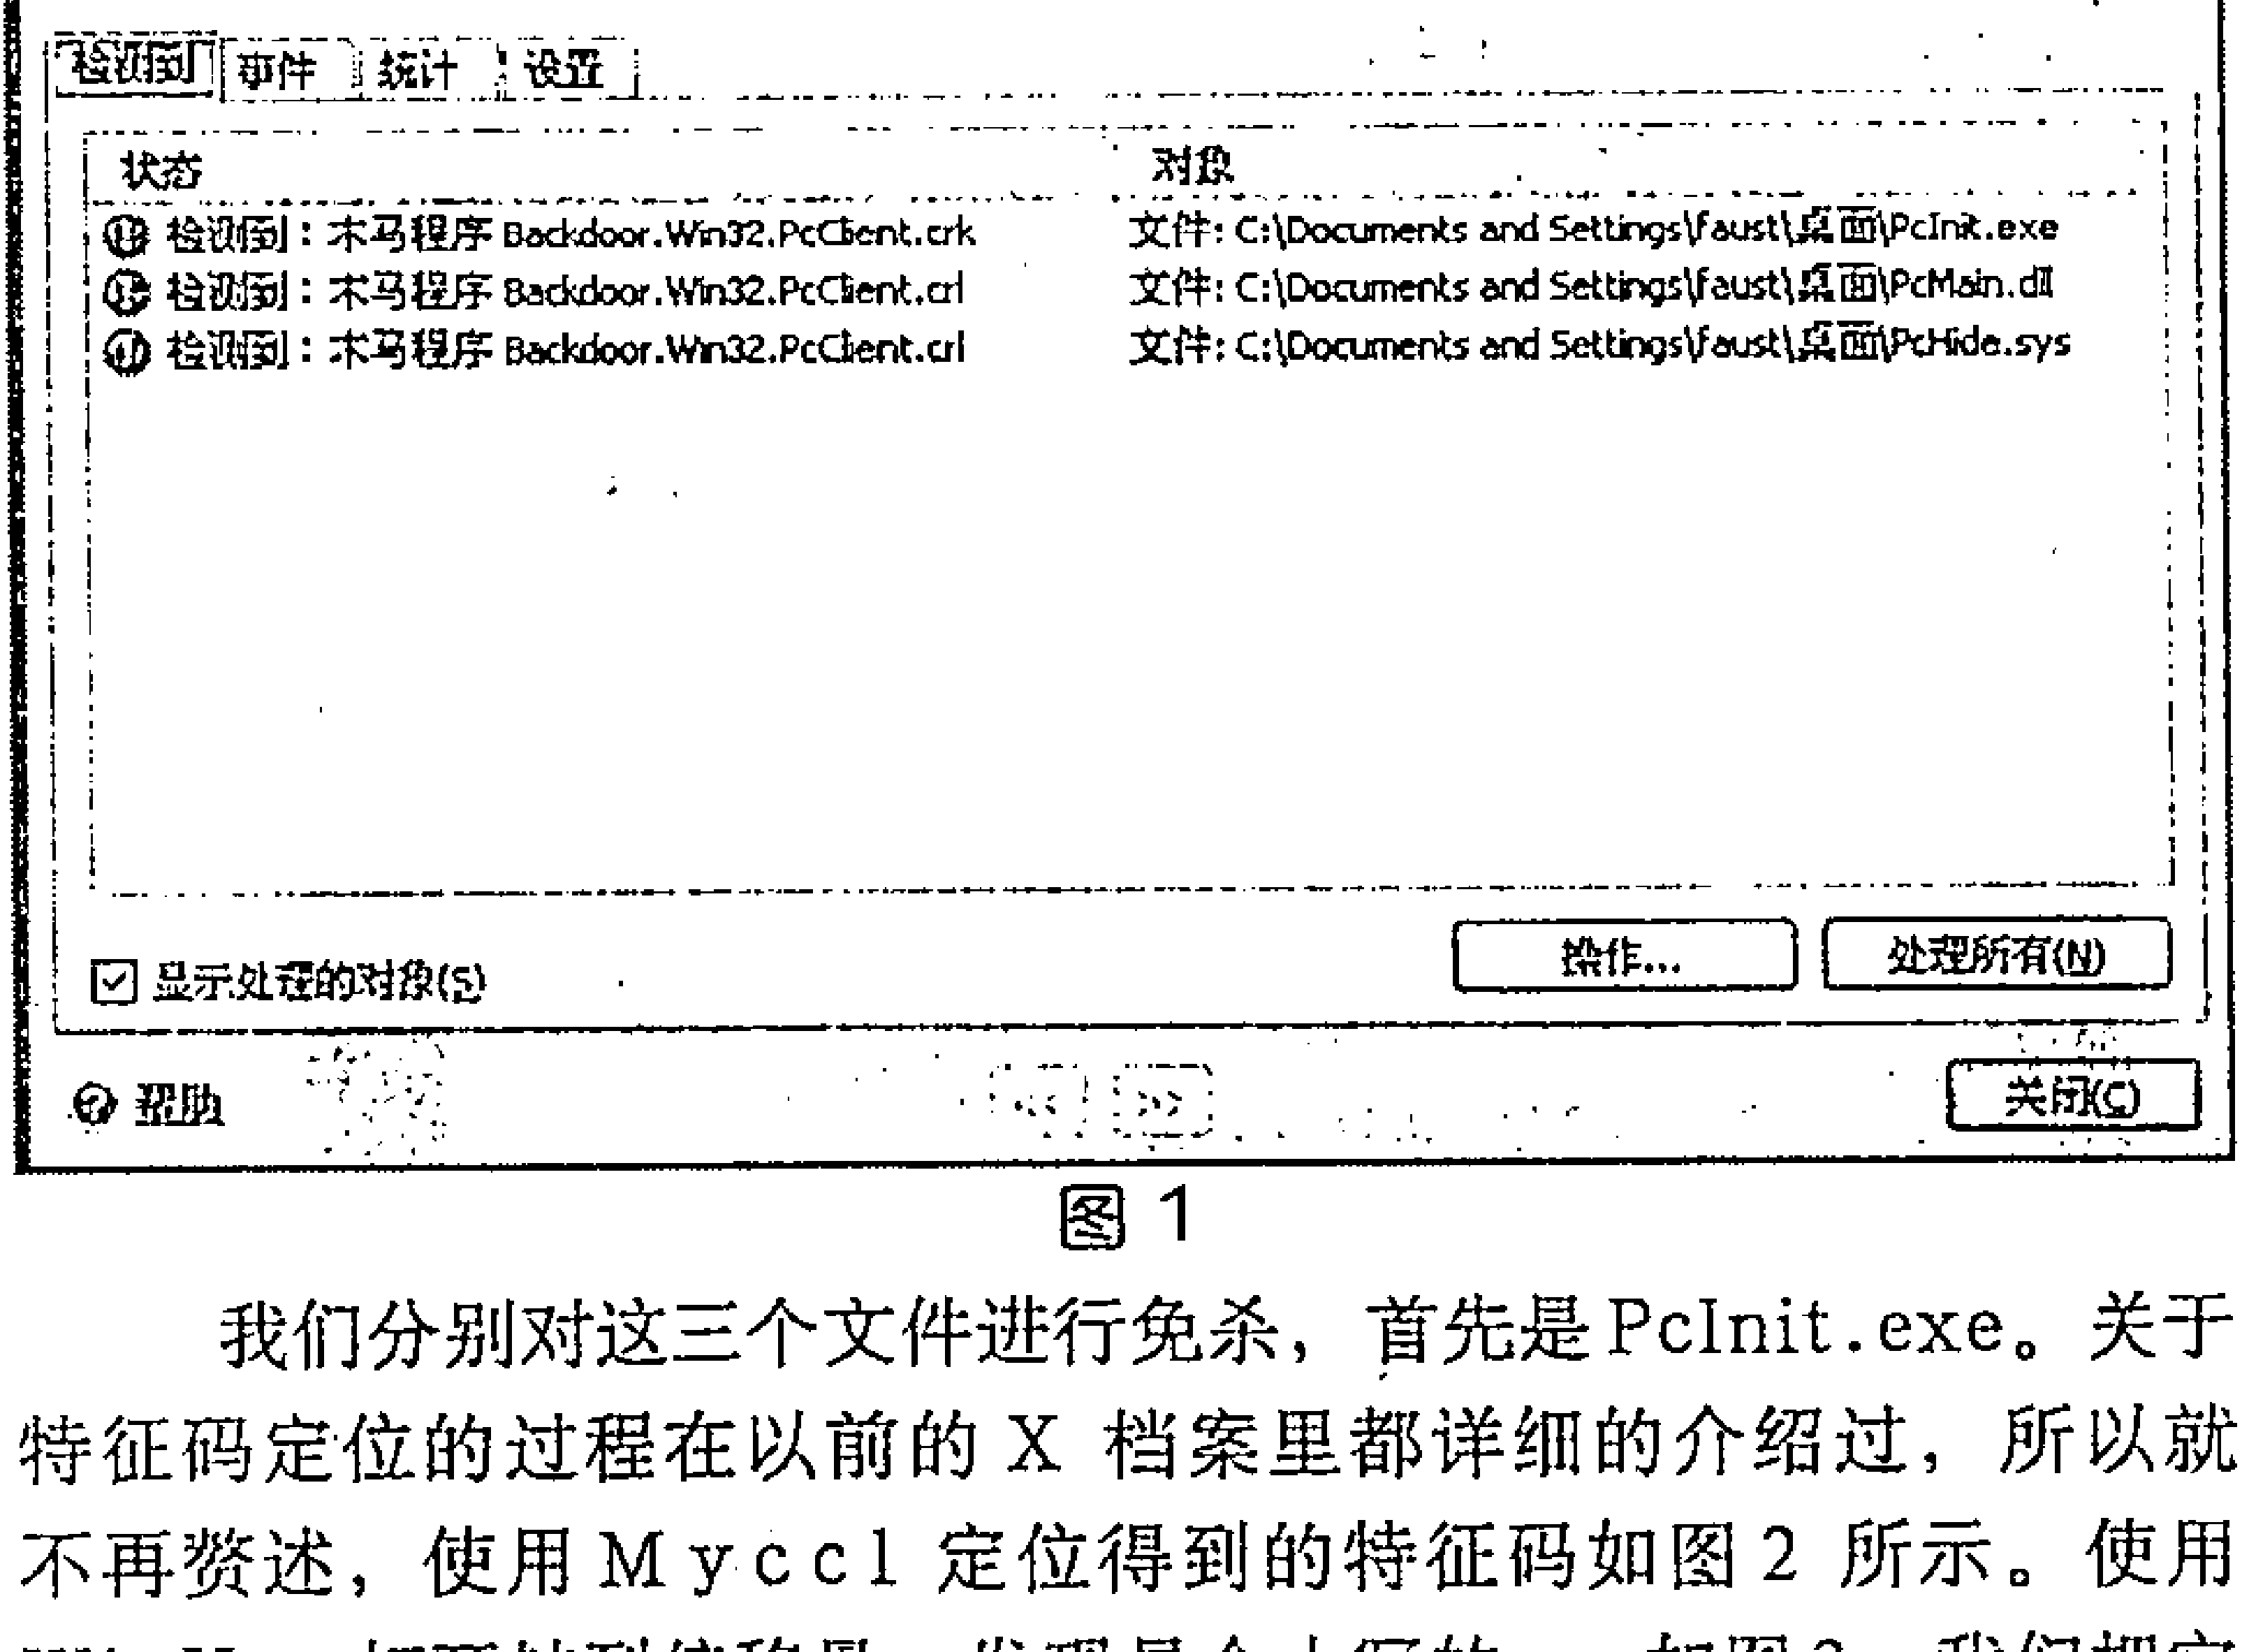 检测到 事件 统计 设置
状态 对象
检测到：木马程序 Backdoor.Win32.PcClient.crk 文件: C:\Documents and Settings\faust\桌面\PcInit.exe
检测到：木马程序 Backdoor.Win32.PcClient.crl 文件: C:\Documents and Settings\faust\桌面\PcMain.dll
检测到：木马程序 Backdoor.Win32.PcClient.crl 文件: C:\Documents and Settings\faust\桌面\PcHide.sys
显示处理的对象(S) 操作... 处理所有(N)
帮助 << >> 关闭(C)
图 1
我们分别对这三个文件进行免杀，首先是PcInit.exe。关于
特征码定位的过程在以前的 X 档案里都详细的介绍过，所以就
不再赘述，使用 Myccl 定位得到的特征码如图 2 所示。使用